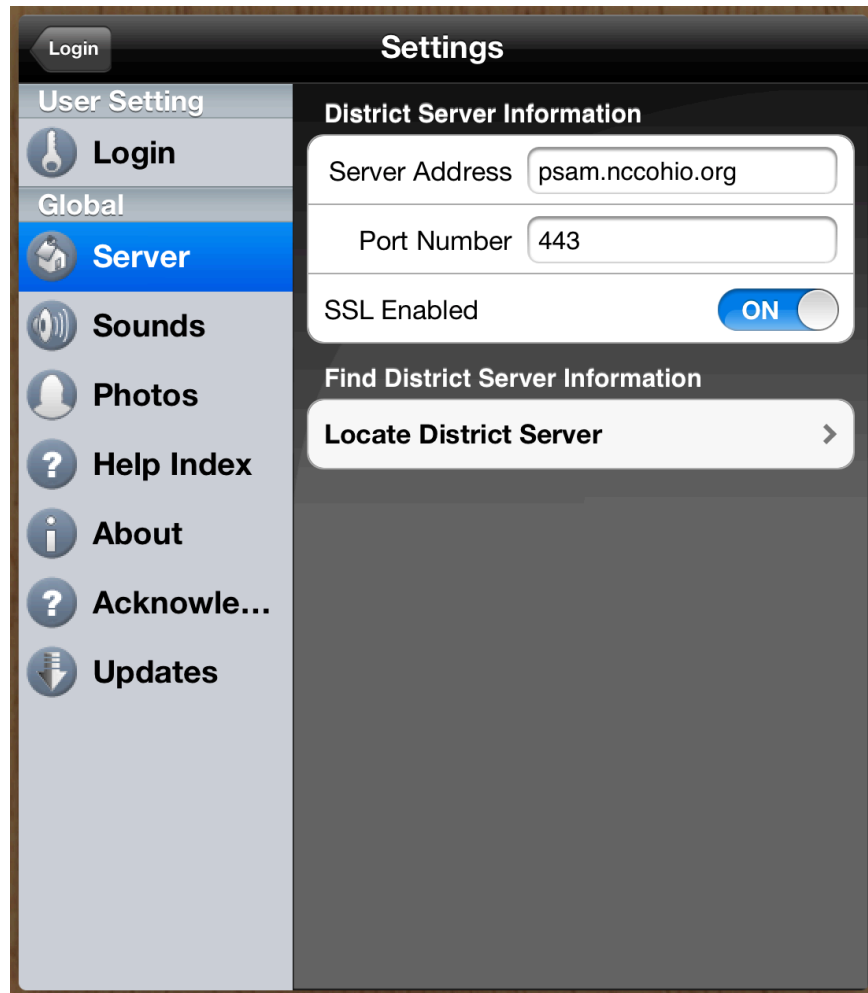 Login
Settings
User Setting
Login
Global
Server
Sounds
Photos
Help Index
About
Acknowle...
Updates
District Server Information
Server Address psam.nccohio.org
Port Number 443
SSL Enabled ON
Find District Server Information
Locate District Server